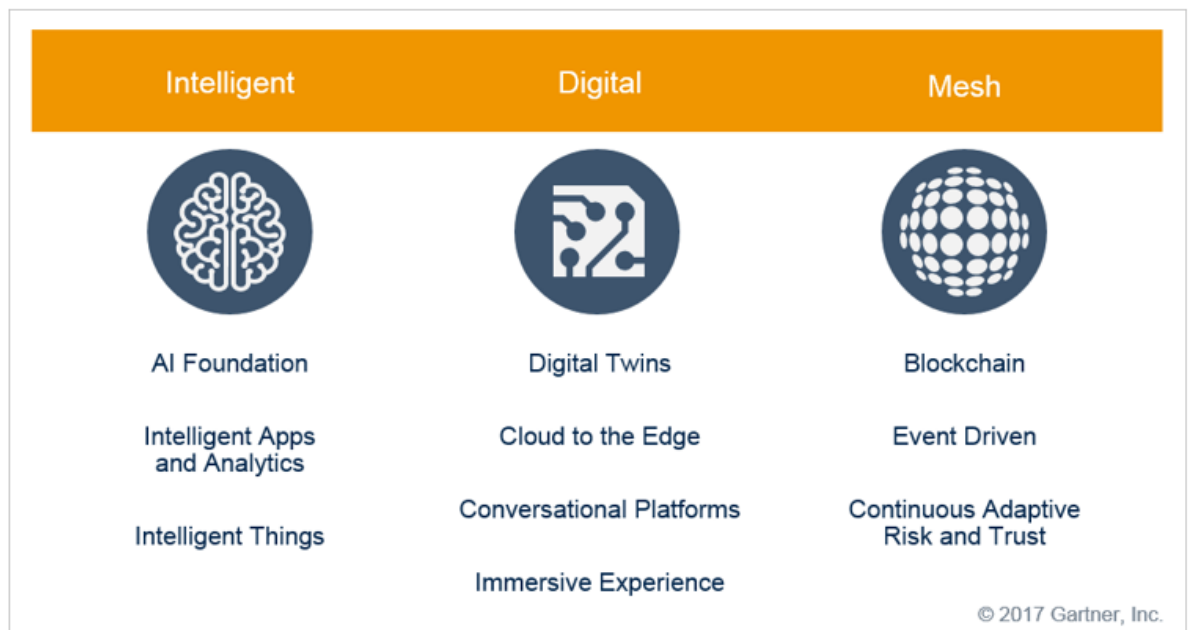 Intelligent
Digital
Mesh
AI Foundation
Intelligent Apps
and Analytics
Intelligent Things
Digital Twins
Cloud to the Edge
Conversational Platforms
Immersive Experience
Blockchain
Event Driven
Continuous Adaptive
Risk and Trust
© 2017 Gartner, Inc.